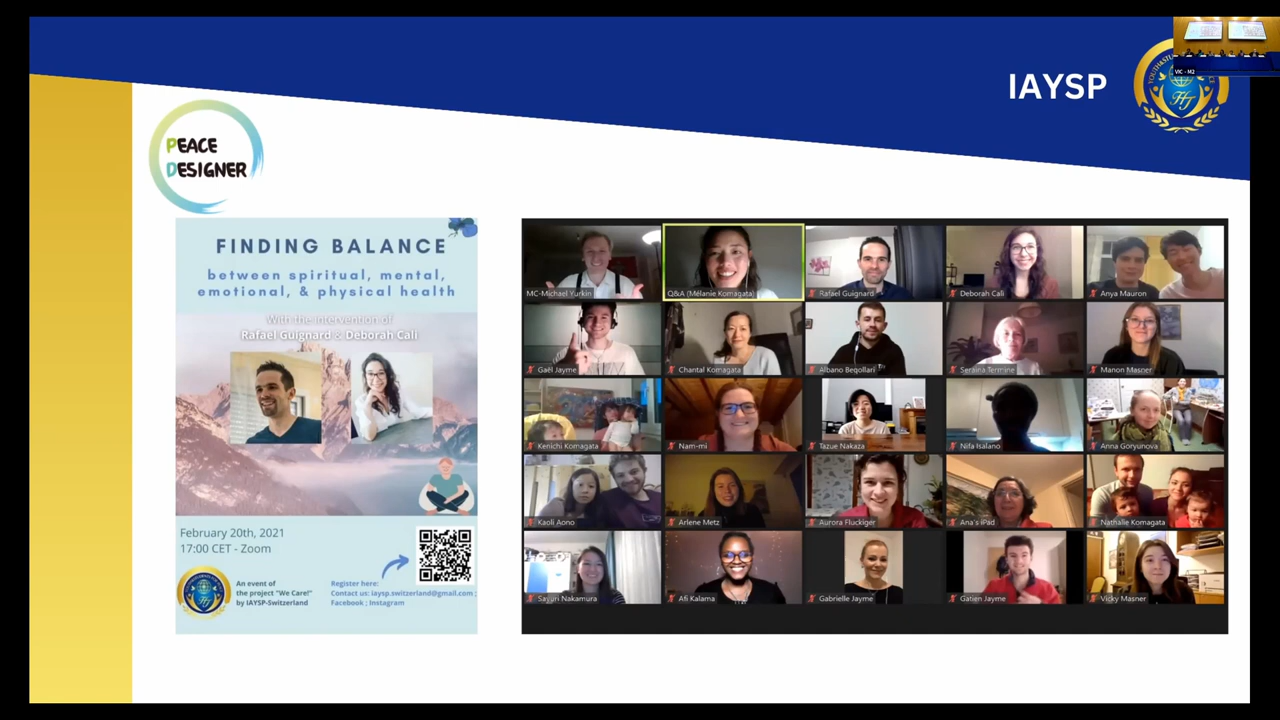 IAYSP
VIC - M2
PEACE
DESIGNER
FINDING BALANCE
between spiritual, mental,
emotional, & physical health
With the intervention of
Rafaël Guignard & Deborah Cali
February 20th, 2021
17:00 CET - Zoom
An event of
the project "We Care!"
by IAYSP-Switzerland
Register here:
Contact us: iaysp.switzerland@gmail.com ;
Facebook ; Instagram
MC-Michael Yurkin
Q&A (Mélanie Komagata)
Rafael Guignard
Deborah Cali
Anya Mauron
Gaël Jayme
Chantal Komagata
Albano Beqollari
Seraina Termine
Manon Masner
Kenichi Komagata
Nam-mi
Tazue Nakaza
Nifa Isalano
Anna Goryunova
Kaoli Aono
Arlene Metz
Aurora Fluckiger
Ana's iPad
Nathalie Komagata
Sayuri Nakamura
Afi Kalama
Gabrielle Jayme
Gatien Jayme
Vicky Masner